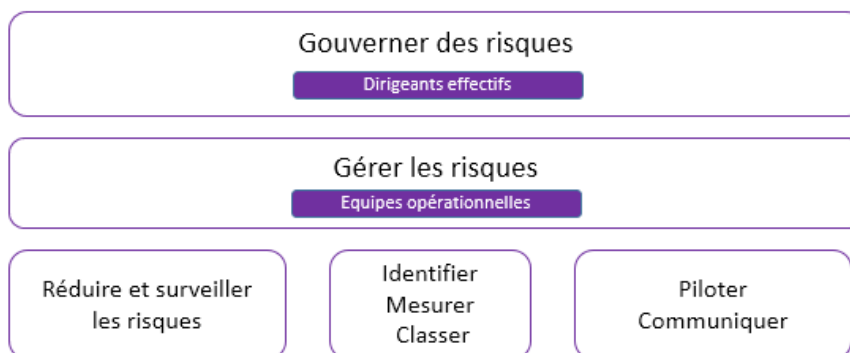 Gouverner des risques
Dirigeants effectifs
Gérer les risques
Equipes opérationnelles
Réduire et surveiller
les risques
Identifier
Mesurer
Classer
Piloter
Communiquer